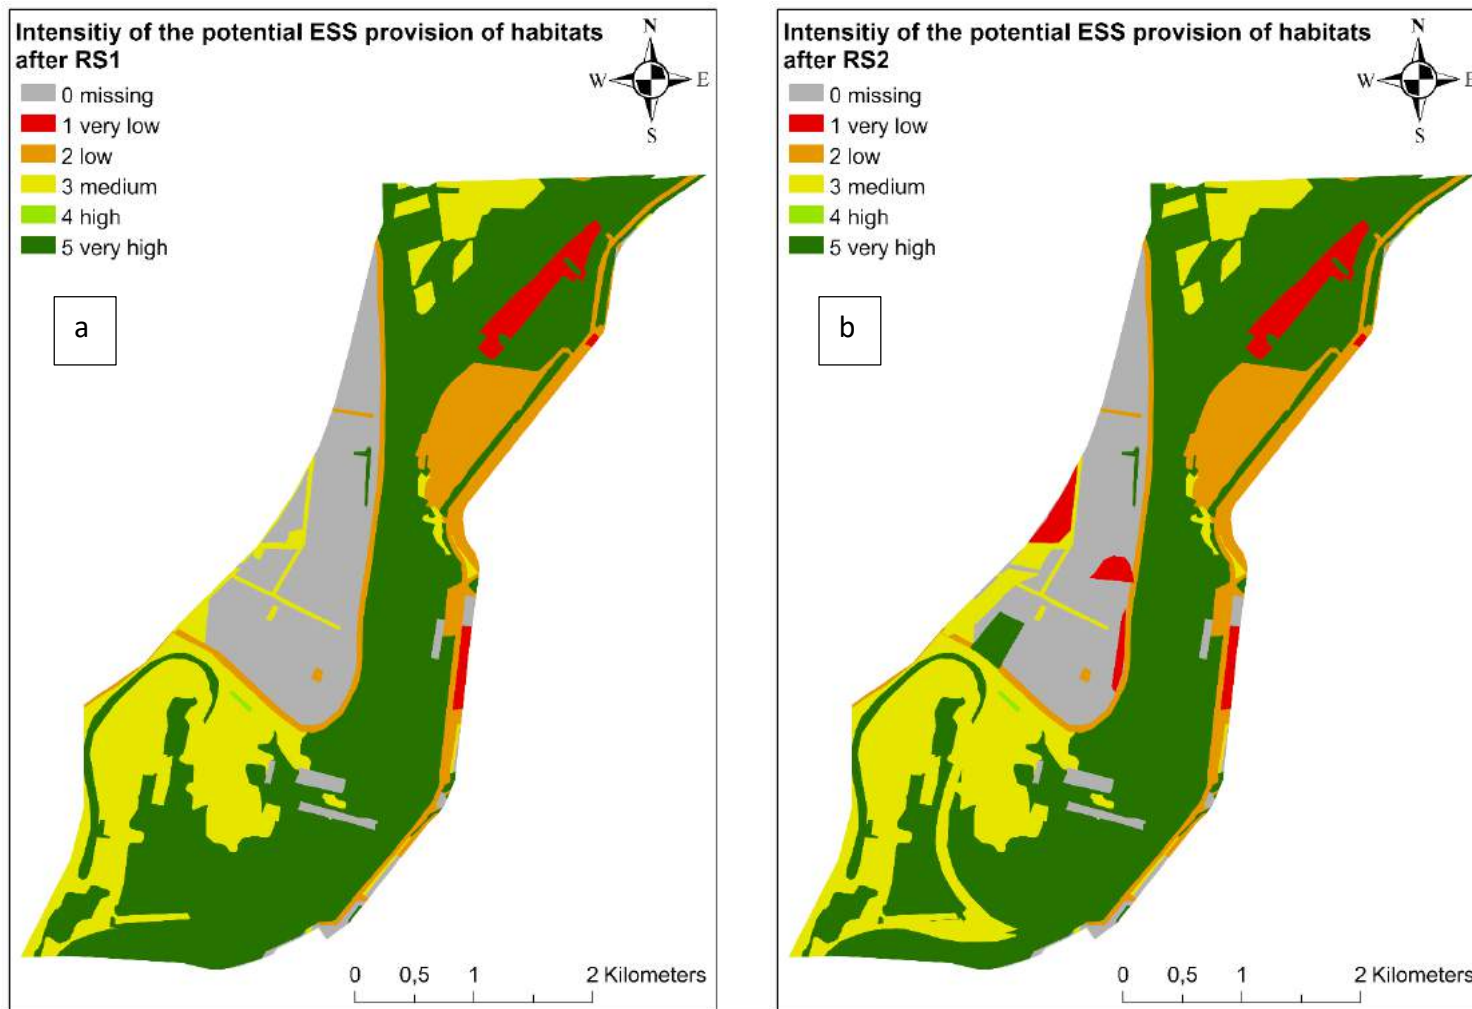 Intensitiy of the potential ESS provision of habitats
after RS1
N
W
E
S
0 missing
1 very low
2 low
3 medium
4 high
5 very high
a
0 0,5 1 2 Kilometers
Intensitiy of the potential ESS provision of habitats
after RS2
N
W
E
S
0 missing
1 very low
2 low
3 medium
4 high
5 very high
b
0 0,5 1 2 Kilometers